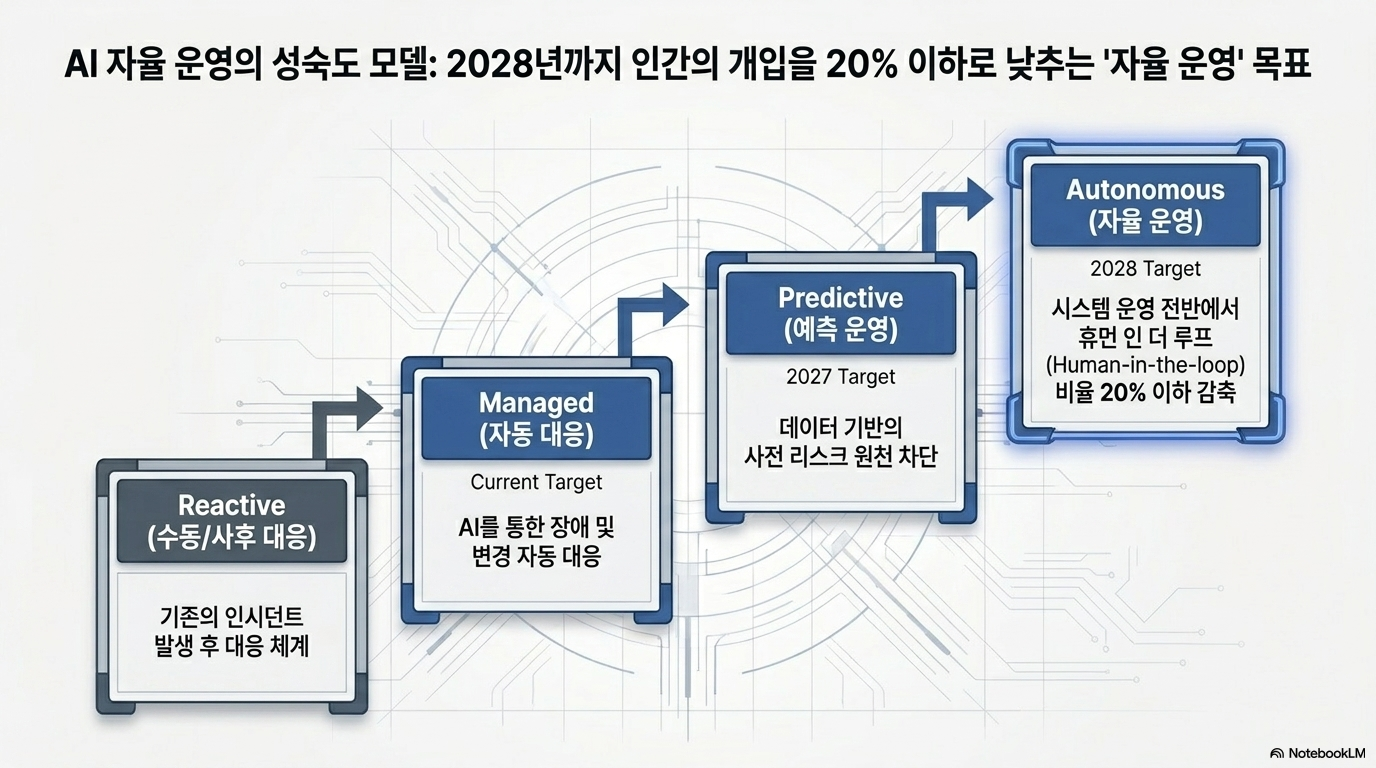 AI 자율 운영의 성숙도 모델: 2028년까지 인간의 개입을 20% 이하로 낮추는 '자율 운영' 목표
Reactive
(수동/사후 대응)
기존의 인시던트
발생 후 대응 체계
Managed
(자동 대응)
Current Target
AI를 통한 장애 및
변경 자동 대응
Predictive
(예측 운영)
2027 Target
데이터 기반의
사전 리스크 원천 차단
Autonomous
(자율 운영)
2028 Target
시스템 운영 전반에서
휴먼 인 더 루프
(Human-in-the-loop)
비율 20% 이하 감축
NotebookLM